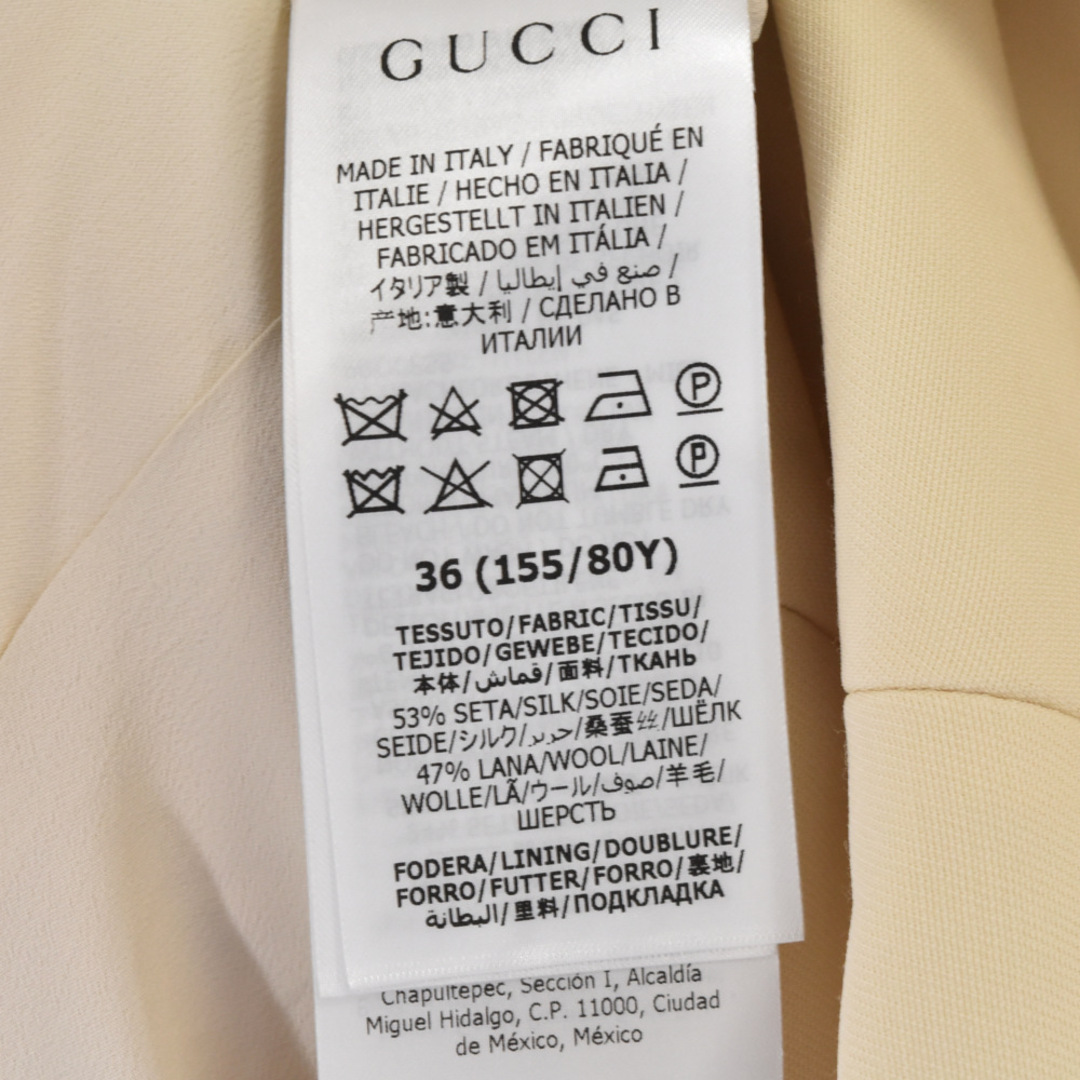 GUCCI
MADE IN ITALY / FABRIQUÉ EN
ITALIE / HECHO EN ITALIA /
HERGESTELLT IN ITALIEN /
FABRICADO EM ITÁLIA /
イタリア製 / صنع في إيطاليا /
产地:意大利 / СДЕЛАНО В
ИТАЛИИ
P
P
36 (155/80Y)
TESSUTO/FABRIC/TISSU/
TEJIDO/GEWEBE/TECIDO/
本体/قماش/面料/ТКАНЬ
53% SETA/SILK/SOIE/SEDA/
SEIDE/シルク/حرير/桑蚕丝/ШЁЛК
47% LANA/WOOL/LAINE/
WOLLE/LÃ/ウール/صوف/羊毛/
ШЕРСТЬ
FODERA/LINING/DOUBLURE/
FORRO/FUTTER/FORRO/裏地/
البطانة/里料/ПОДКЛАДКА
Chapultepec, Sección I, Alcaldía
Miguel Hidalgo, C.P. 11000, Ciudad
de México, México